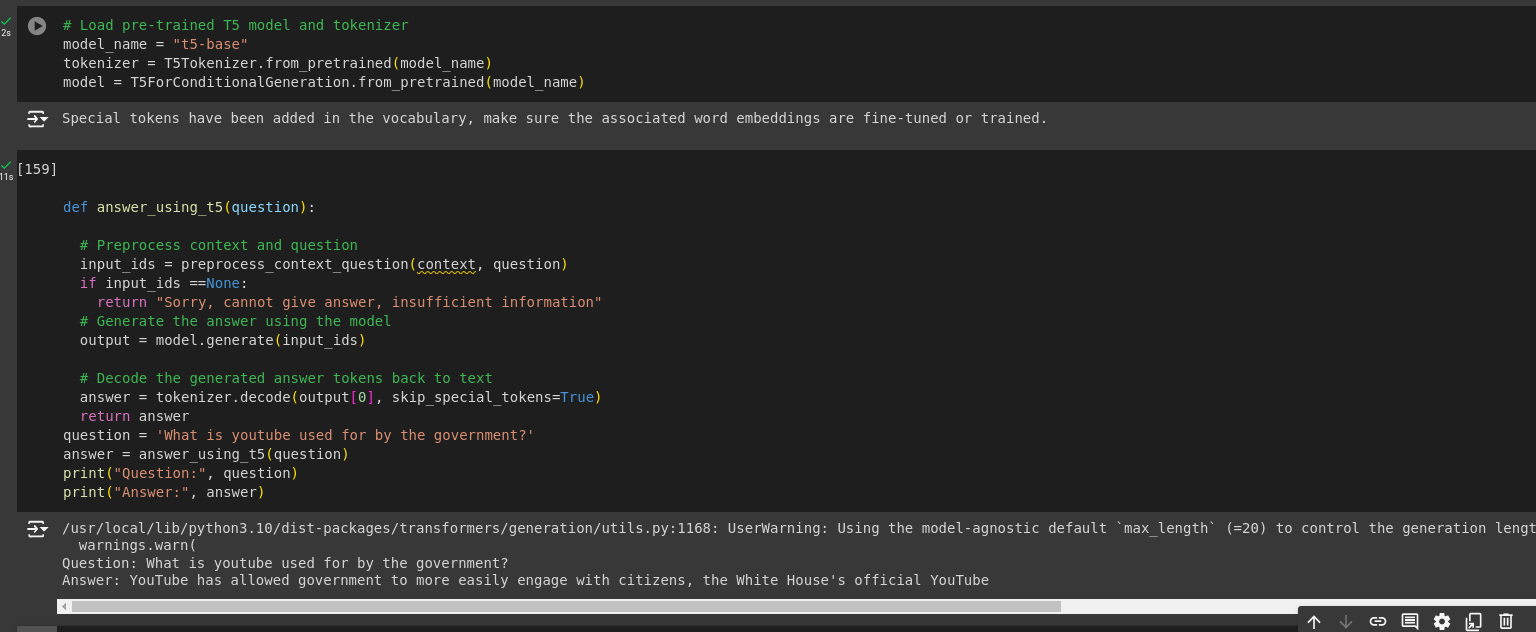 2s
# Load pre-trained T5 model and tokenizer
model_name = "t5-base"
tokenizer = T5Tokenizer.from_pretrained(model_name)
model = T5ForConditionalGeneration.from_pretrained(model_name)
Special tokens have been added in the vocabulary, make sure the associated word embeddings are fine-tuned or trained.
11s
[159]
def answer_using_t5(question):
# Preprocess context and question
input_ids = preprocess_context_question(context, question)
if input_ids ==None:
return "Sorry, cannot give answer, insufficient information"
# Generate the answer using the model
output = model.generate(input_ids)
# Decode the generated answer tokens back to text
answer = tokenizer.decode(output[0], skip_special_tokens=True)
return answer
question = 'What is youtube used for by the government?'
answer = answer_using_t5(question)
print("Question:", question)
print("Answer:", answer)
/usr/local/lib/python3.10/dist-packages/transformers/generation/utils.py:1168: UserWarning: Using the model-agnostic default `max_length` (=20) to control the generation lengt
warnings.warn(
Question: What is youtube used for by the government?
Answer: YouTube has allowed government to more easily engage with citizens, the White House's official YouTube